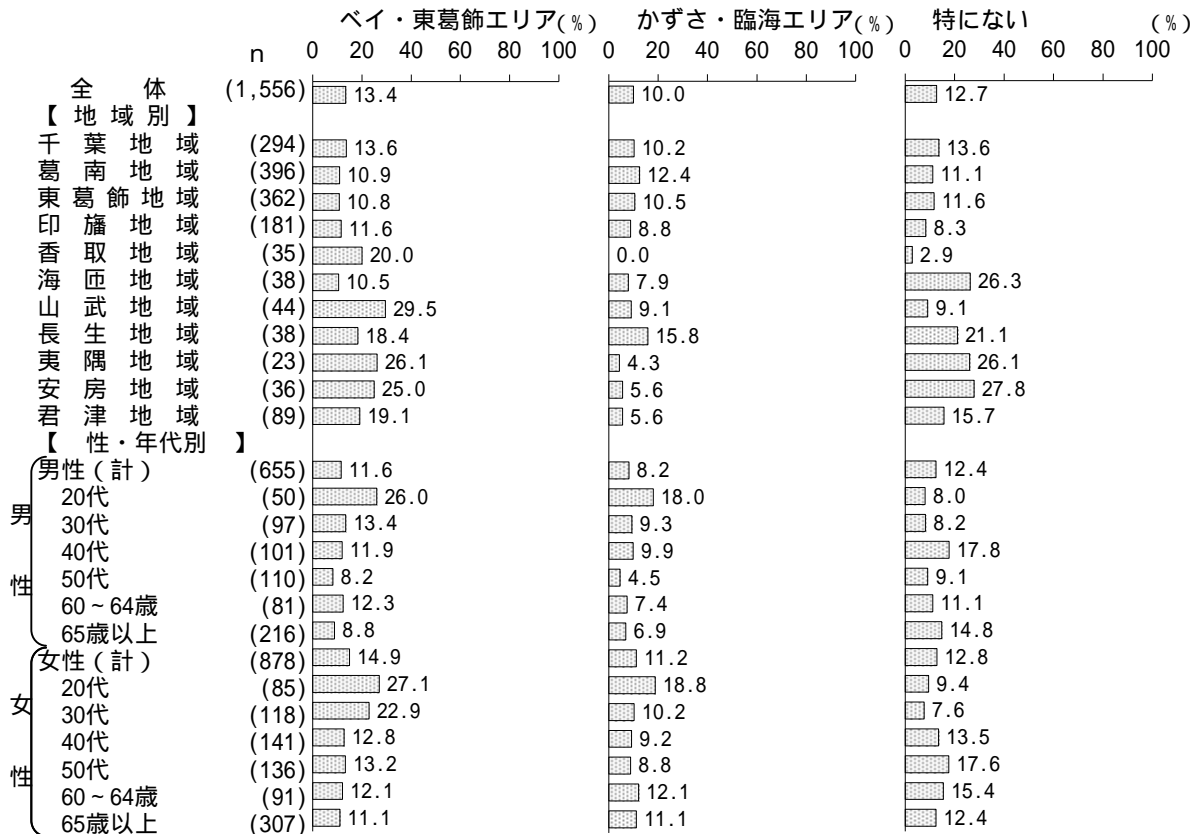 ベイ・東葛飾エリア(%) かずさ・臨海エリア(%) 特にない (%)
n 0 20 40 60 80 100 0 20 40 60 80 100 0 20 40 60 80 100
全体 (1,556) 13.4 10.0 12.7
【地域別】
千葉地域 (294) 13.6 10.2 13.6
葛南地域 (396) 10.9 12.4 11.1
東葛飾地域 (362) 10.8 10.5 11.6
印旛地域 (181) 11.6 8.8 8.3
香取地域 (35) 20.0 0.0 2.9
海匝地域 (38) 10.5 7.9 26.3
山武地域 (44) 29.5 9.1 9.1
長生地域 (38) 18.4 15.8 21.1
夷隅地域 (23) 26.1 4.3 26.1
安房地域 (36) 25.0 5.6 27.8
君津地域 (89) 19.1 5.6 15.7
【性・年代別】
男性
男性(計) (655) 11.6 8.2 12.4
20代 (50) 26.0 18.0 8.0
30代 (97) 13.4 9.3 8.2
40代 (101) 11.9 9.9 17.8
50代 (110) 8.2 4.5 9.1
60~64歳 (81) 12.3 7.4 11.1
65歳以上 (216) 8.8 6.9 14.8
女性
女性(計) (878) 14.9 11.2 12.8
20代 (85) 27.1 18.8 9.4
30代 (118) 22.9 10.2 7.6
40代 (141) 12.8 9.2 13.5
50代 (136) 13.2 8.8 17.6
60~64歳 (91) 12.1 12.1 15.4
65歳以上 (307) 11.1 11.1 12.4